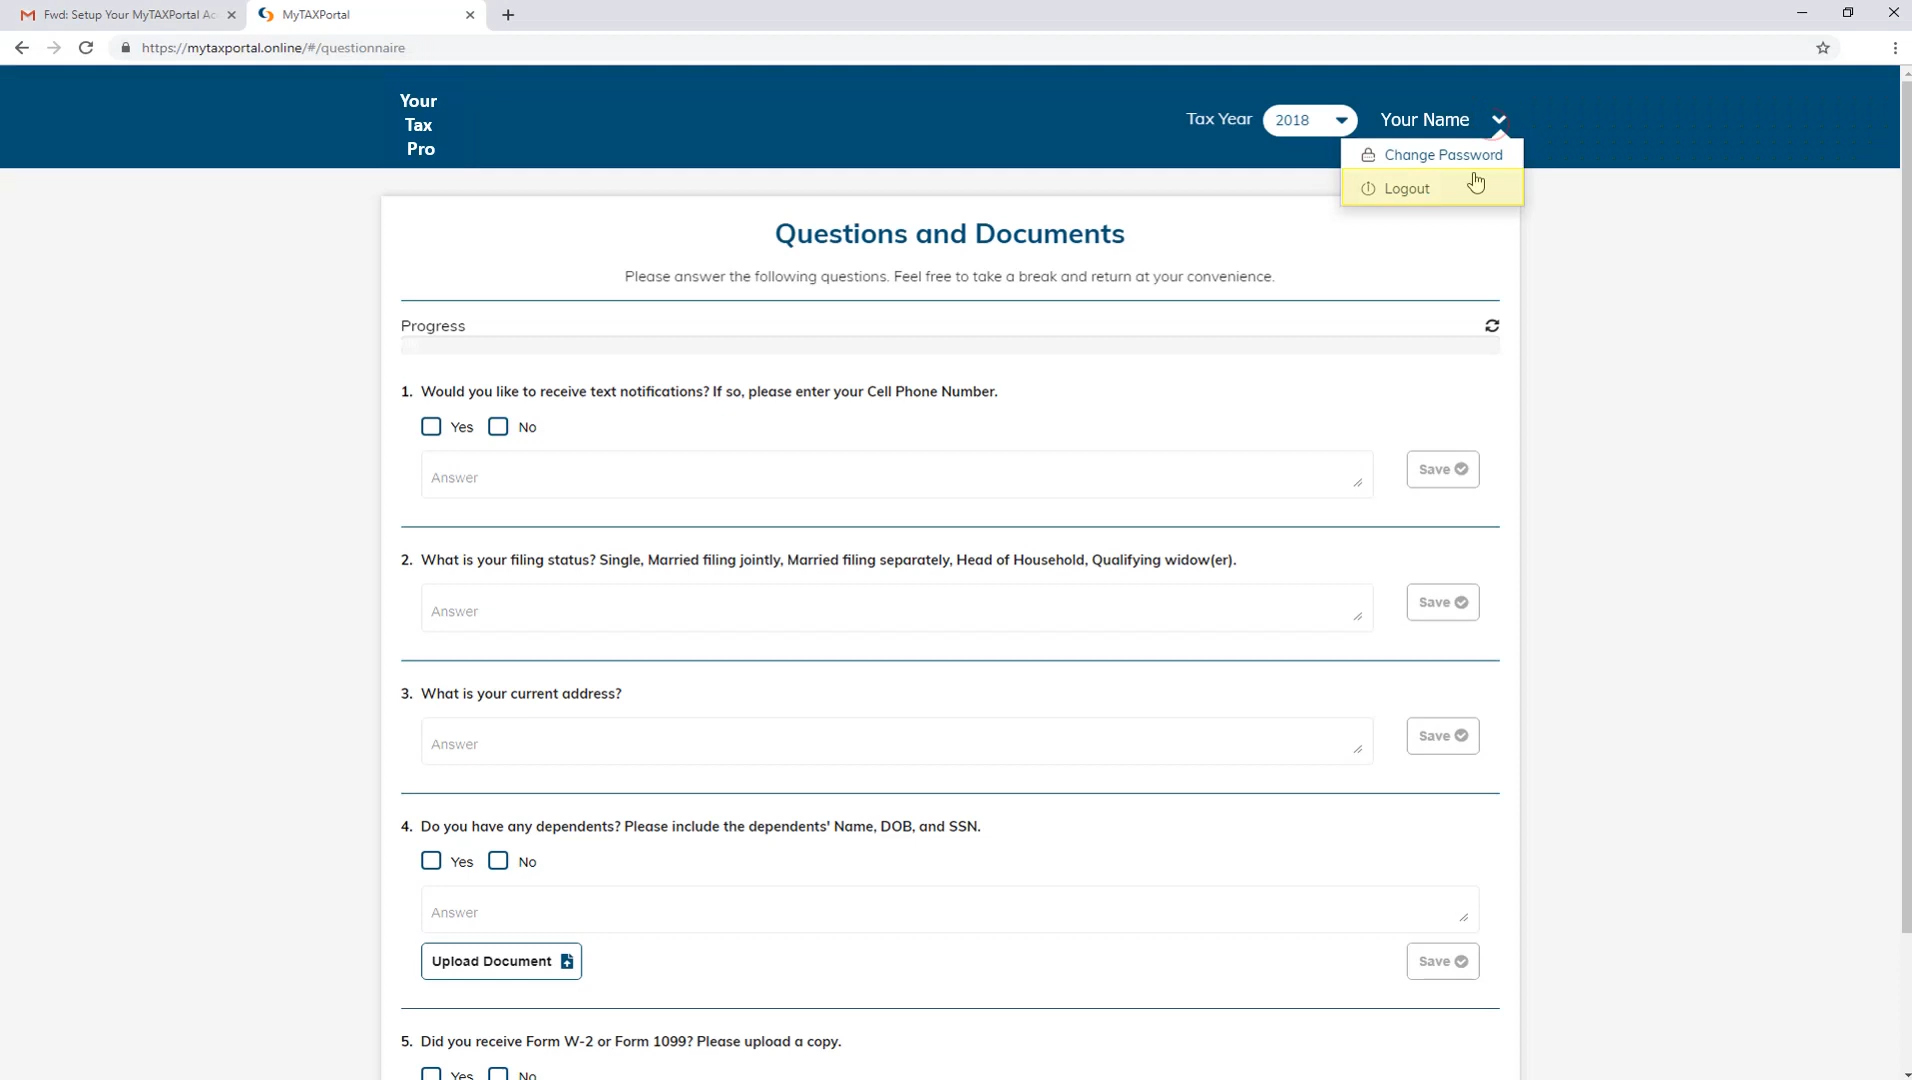 Fwd: Setup Your MyTAXPortal Ac
MyTAXPortal
https://mytaxportal.online/#/questionnaire
Your
Tax
Pro
Tax Year
2018
Your Name
Change Password
Logout
Questions and Documents
Please answer the following questions. Feel free to take a break and return at your convenience.
Progress
1. Would you like to receive text notifications? If so, please enter your Cell Phone Number.
Yes No
Answer
Save
2. What is your filing status? Single, Married filing jointly, Married filing separately, Head of Household, Qualifying widow(er).
Answer
Save
3. What is your current address?
Answer
Save
4. Do you have any dependents? Please include the dependents' Name, DOB, and SSN.
Yes No
Answer
Upload Document
Save
5. Did you receive Form W-2 or Form 1099? Please upload a copy.
Yes No